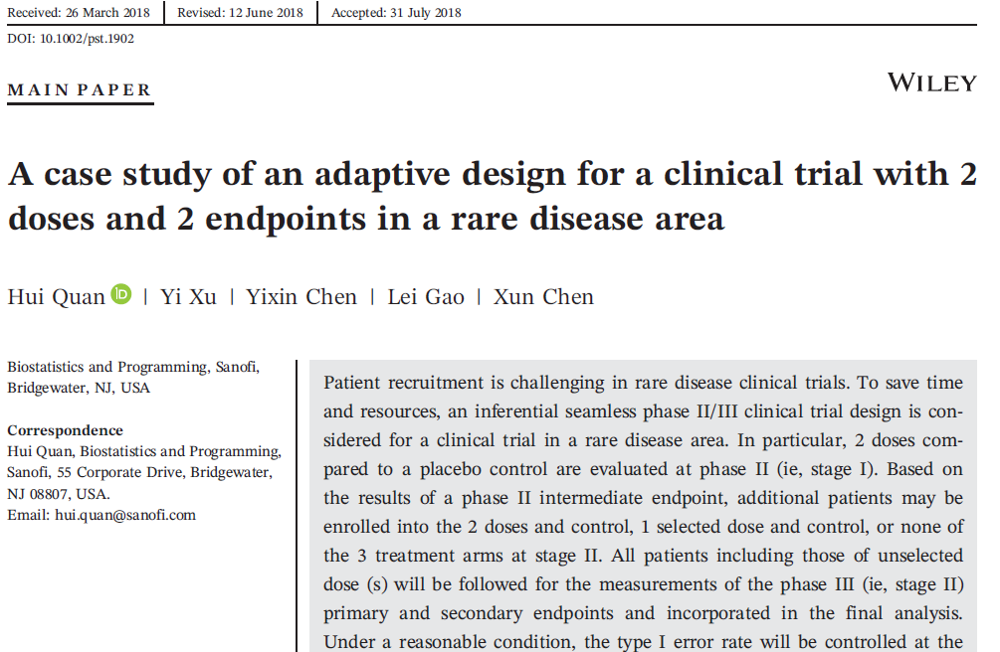 Received: 26 March 2018 | Revised: 12 June 2018 | Accepted: 31 July 2018
DOI: 10.1002/pst.1902
MAIN PAPER
WILEY
A case study of an adaptive design for a clinical trial with 2
doses and 2 endpoints in a rare disease area
Hui Quan | Yi Xu | Yixin Chen | Lei Gao | Xun Chen
Biostatistics and Programming, Sanofi,
Bridgewater, NJ, USA
Correspondence
Hui Quan, Biostatistics and Programming,
Sanofi, 55 Corporate Drive, Bridgewater,
NJ 08807, USA.
Email: hui.quan@sanofi.com
Patient recruitment is challenging in rare disease clinical trials. To save time
and resources, an inferential seamless phase II/III clinical trial design is con-
sidered for a clinical trial in a rare disease area. In particular, 2 doses com-
pared to a placebo control are evaluated at phase II (ie, stage I). Based on
the results of a phase II intermediate endpoint, additional patients may be
enrolled into the 2 doses and control, 1 selected dose and control, or none of
the 3 treatment arms at stage II. All patients including those of unselected
dose (s) will be followed for the measurements of the phase III (ie, stage II)
primary and secondary endpoints and incorporated in the final analysis.
Under a reasonable condition, the type I error rate will be controlled at the